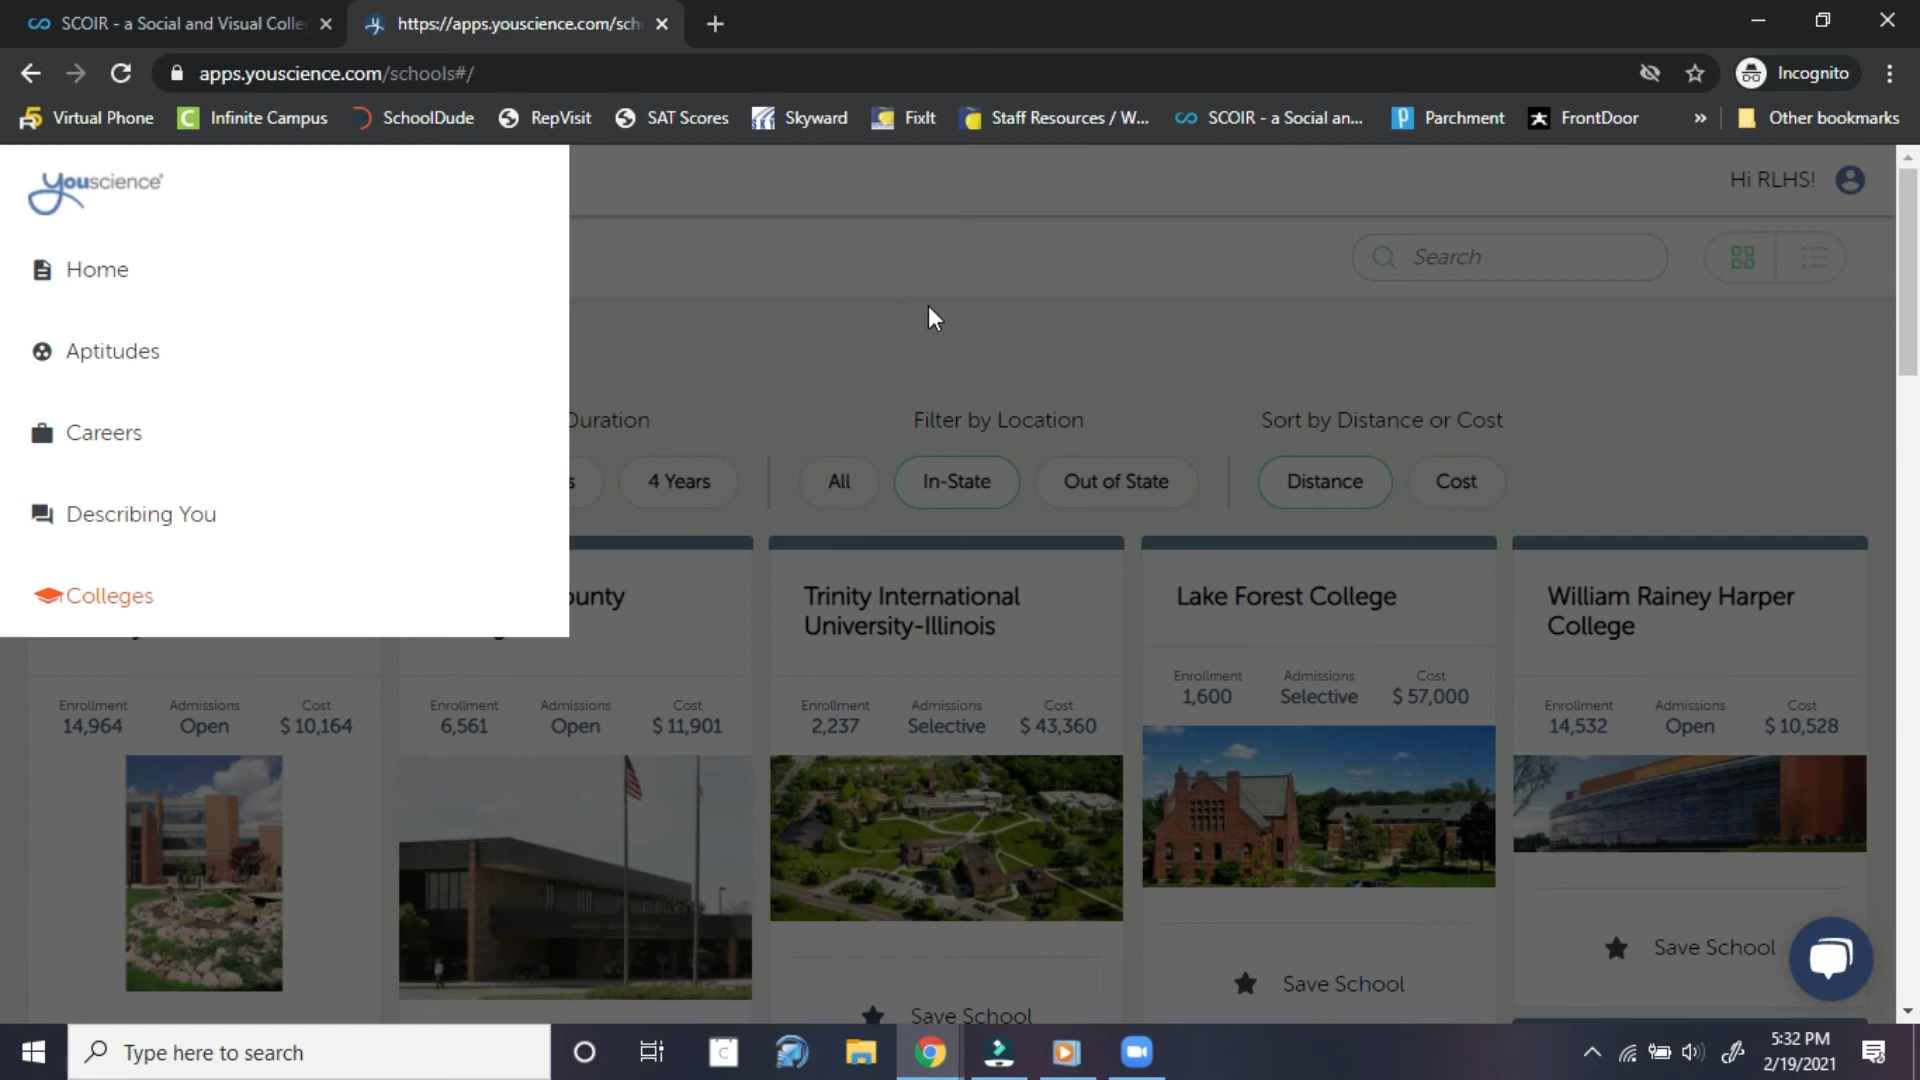 SCOIR - a Social and Visual Colle
https://apps.youscience.com/sch
apps.youscience.com/schools#/
Incognito
Virtual Phone
Infinite Campus
SchoolDude
RepVisit
SAT Scores
Skyward
FixIt
Staff Resources / W...
SCOIR - a Social an...
Parchment
FrontDoor
»
Other bookmarks
youscience
Hi RLHS!
Home
Search
Aptitudes
Careers
Duration
Filter by Location
Sort by Distance or Cost
s
4 Years
All
In-State
Out of State
Distance
Cost
Describing You
Colleges
ounty
Trinity International
University-Illinois
Lake Forest College
William Rainey Harper
College
Enrollment Admissions Cost
14,964 Open $ 10,164
Enrollment Admissions Cost
6,561 Open $ 11,901
Enrollment Admissions Cost
2,237 Selective $ 43,360
Enrollment Admissions Cost
1,600 Selective $ 57,000
Enrollment Admissions Cost
14,532 Open $ 10,528
Save School
Save School
Save School
Type here to search
5:32 PM
2/19/2021